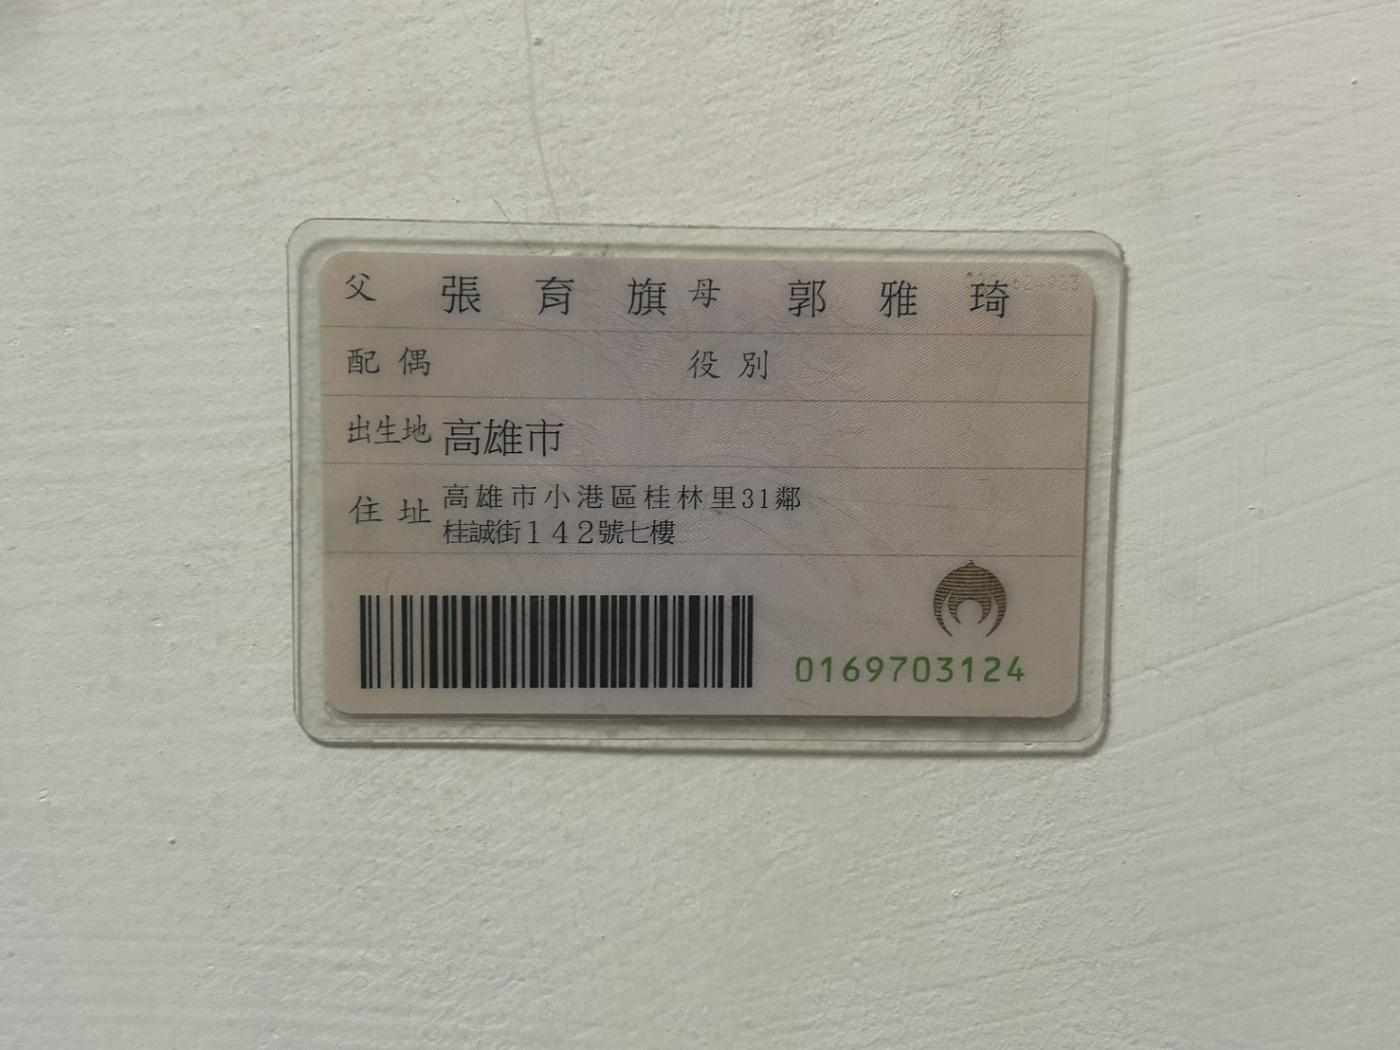 父 張育旗 母 郭雅琦
配偶 役別
出生地 高雄市
住址 高雄市小港區桂林里31鄰
桂誠街142號七樓
0169703124